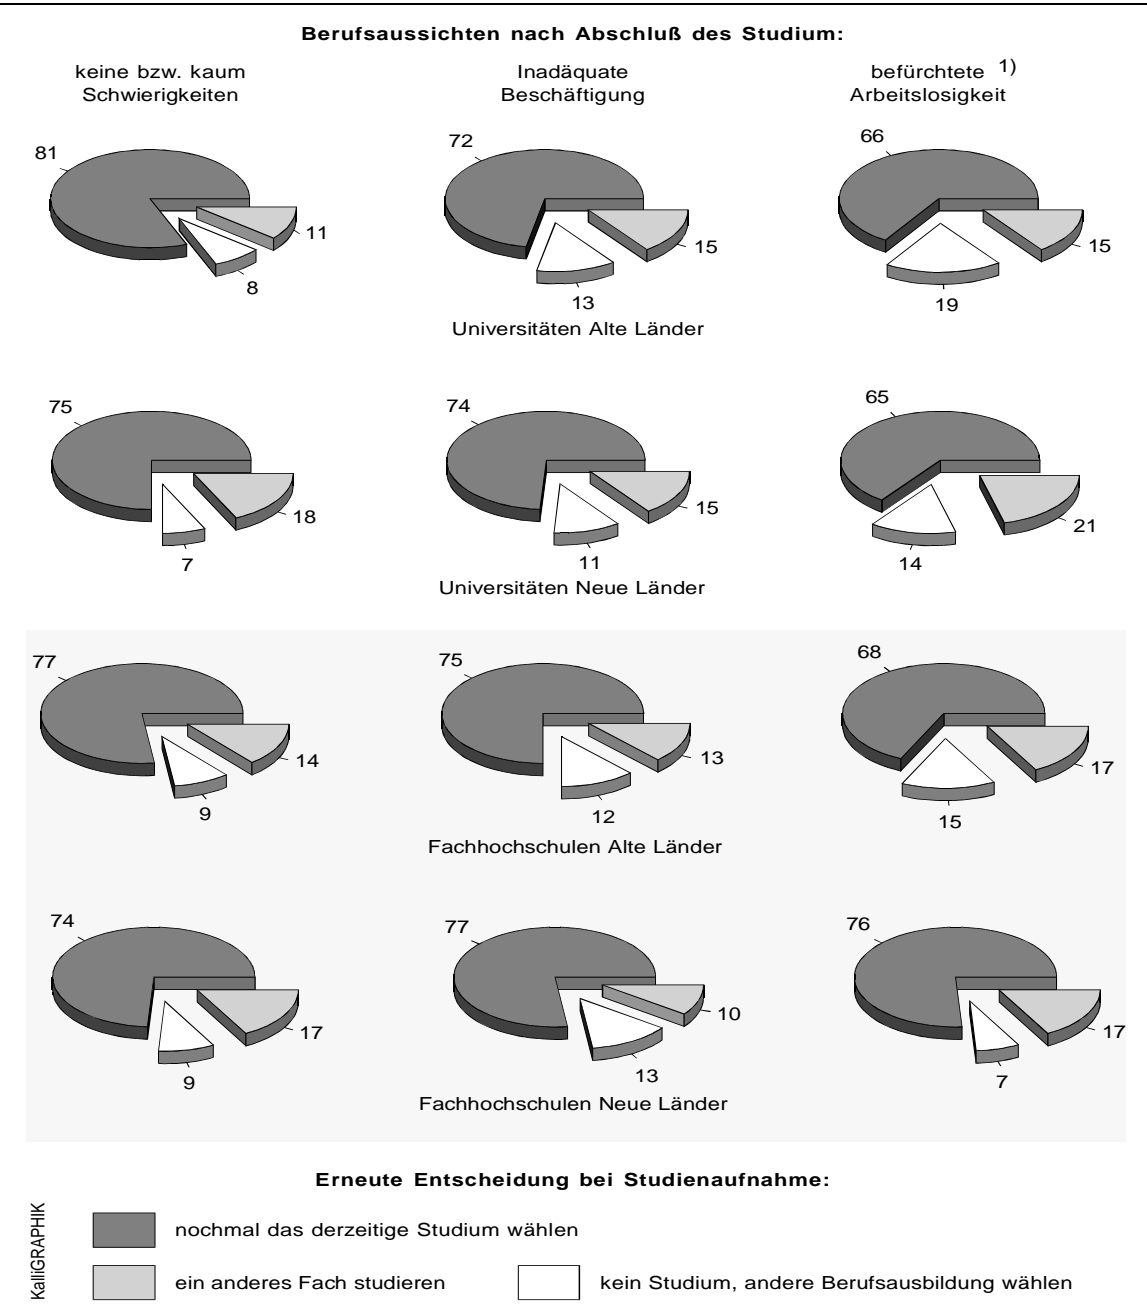 Berufsaussichten nach Abschluß des Studium:
keine bzw. kaum
Schwierigkeiten
Inadäquate
Beschäftigung
befürchtete 1)
Arbeitslosigkeit
81
11
8
72
15
13
66
15
19
Universitäten Alte Länder
75
18
7
74
15
11
65
21
14
Universitäten Neue Länder
77
14
9
75
13
12
68
17
15
Fachhochschulen Alte Länder
74
17
9
77
10
13
76
17
7
Fachhochschulen Neue Länder
Erneute Entscheidung bei Studienaufnahme:
nochmal das derzeitige Studium wählen
ein anderes Fach studieren
kein Studium, andere Berufsausbildung wählen
KalliGRAPHIK